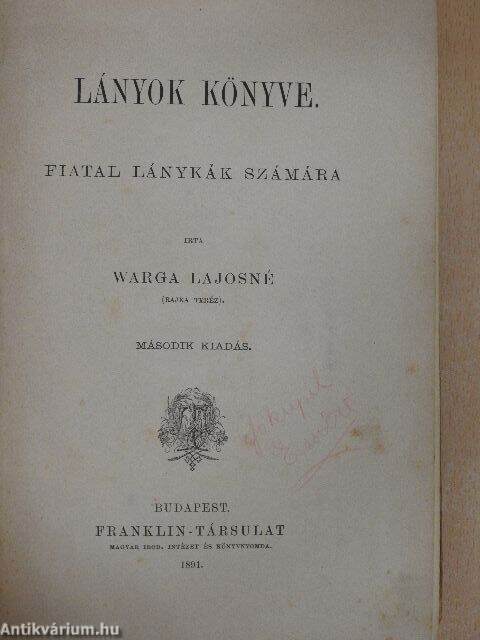 LÁNYOK KÖNYVE.
FIATAL LÁNYKÁK SZÁMÁRA
IRTA
WARGA LAJOSNÉ
(RAJKA TERÉZ).
MÁSODIK KIADÁS.
BUDAPEST.
FRANKLIN-TÁRSULAT
MAGYAR IROD. INTÉZET ÉS KÖNYVNYOMDA.
1891.
Antikvárium.hu